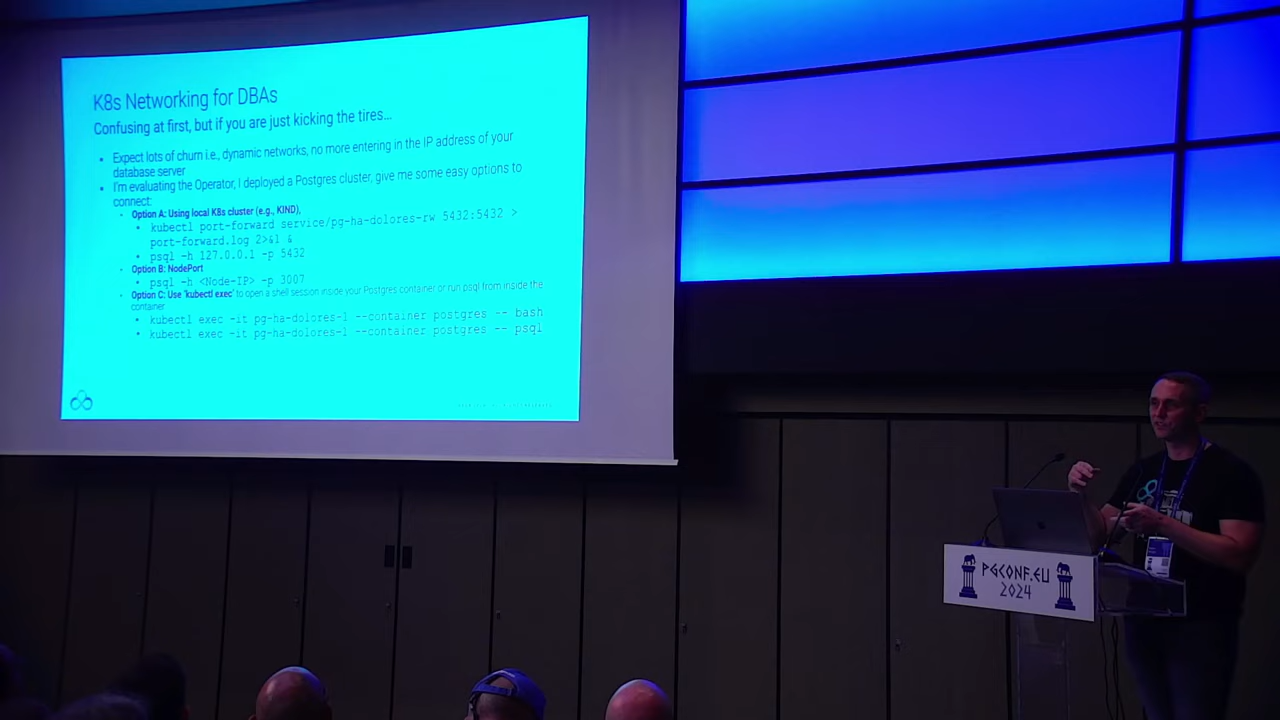 K8s Networking for DBAs
Confusing at first, but if you are just kicking the tires...
• Expect lots of churn i.e., dynamic networks, no more entering in the IP address of your
database server
• I'm evaluating the Operator, I deployed a Postgres cluster, give me some easy options to
connect:
• Option A: Using local K8s cluster (e.g., KIND),
• kubectl port-forward service/pg-ha-dolores-rw 5432:5432 >
port-forward.log 2>&1 &
• psql -h 127.0.0.1 -p 5432
• Option B: NodePort
• psql -h <Node-IP> -p 3007
• Option C: Use 'kubectl exec' to open a shell session inside your Postgres container or run psql from inside the
container
• kubectl exec -it pg-ha-dolores-1 --container postgres -- bash
• kubectl exec -it pg-ha-dolores-1 --container postgres -- psql
PGCONF.EU
2024